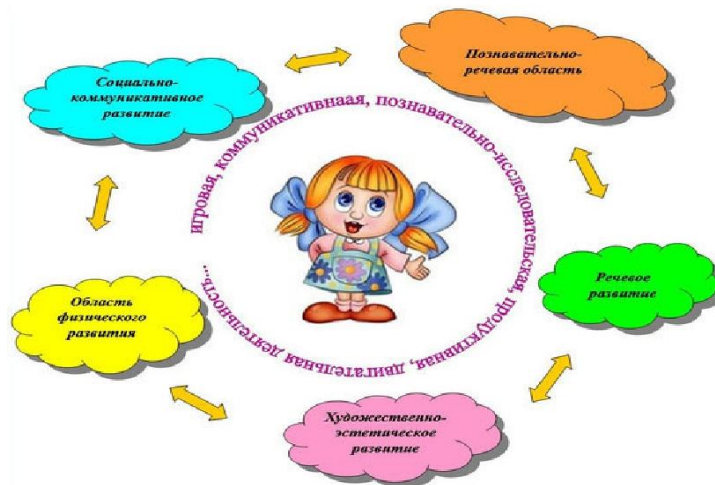 Социально-
коммуникативное
развитие
Познавательно-
речевая область
игровая, коммуникативнаая, познавательно-исследовательская, продуктивная, двигательная деятельность...
Область
физического
развития
Речевое
развитие
Художественно-
эстетическое
развитие